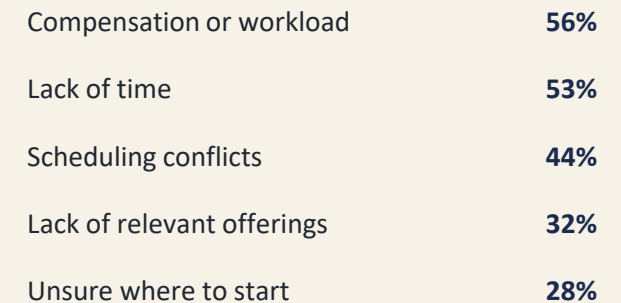 Compensation or workload 56%
Lack of time 53%
Scheduling conflicts 44%
Lack of relevant offerings 32%
Unsure where to start 28%